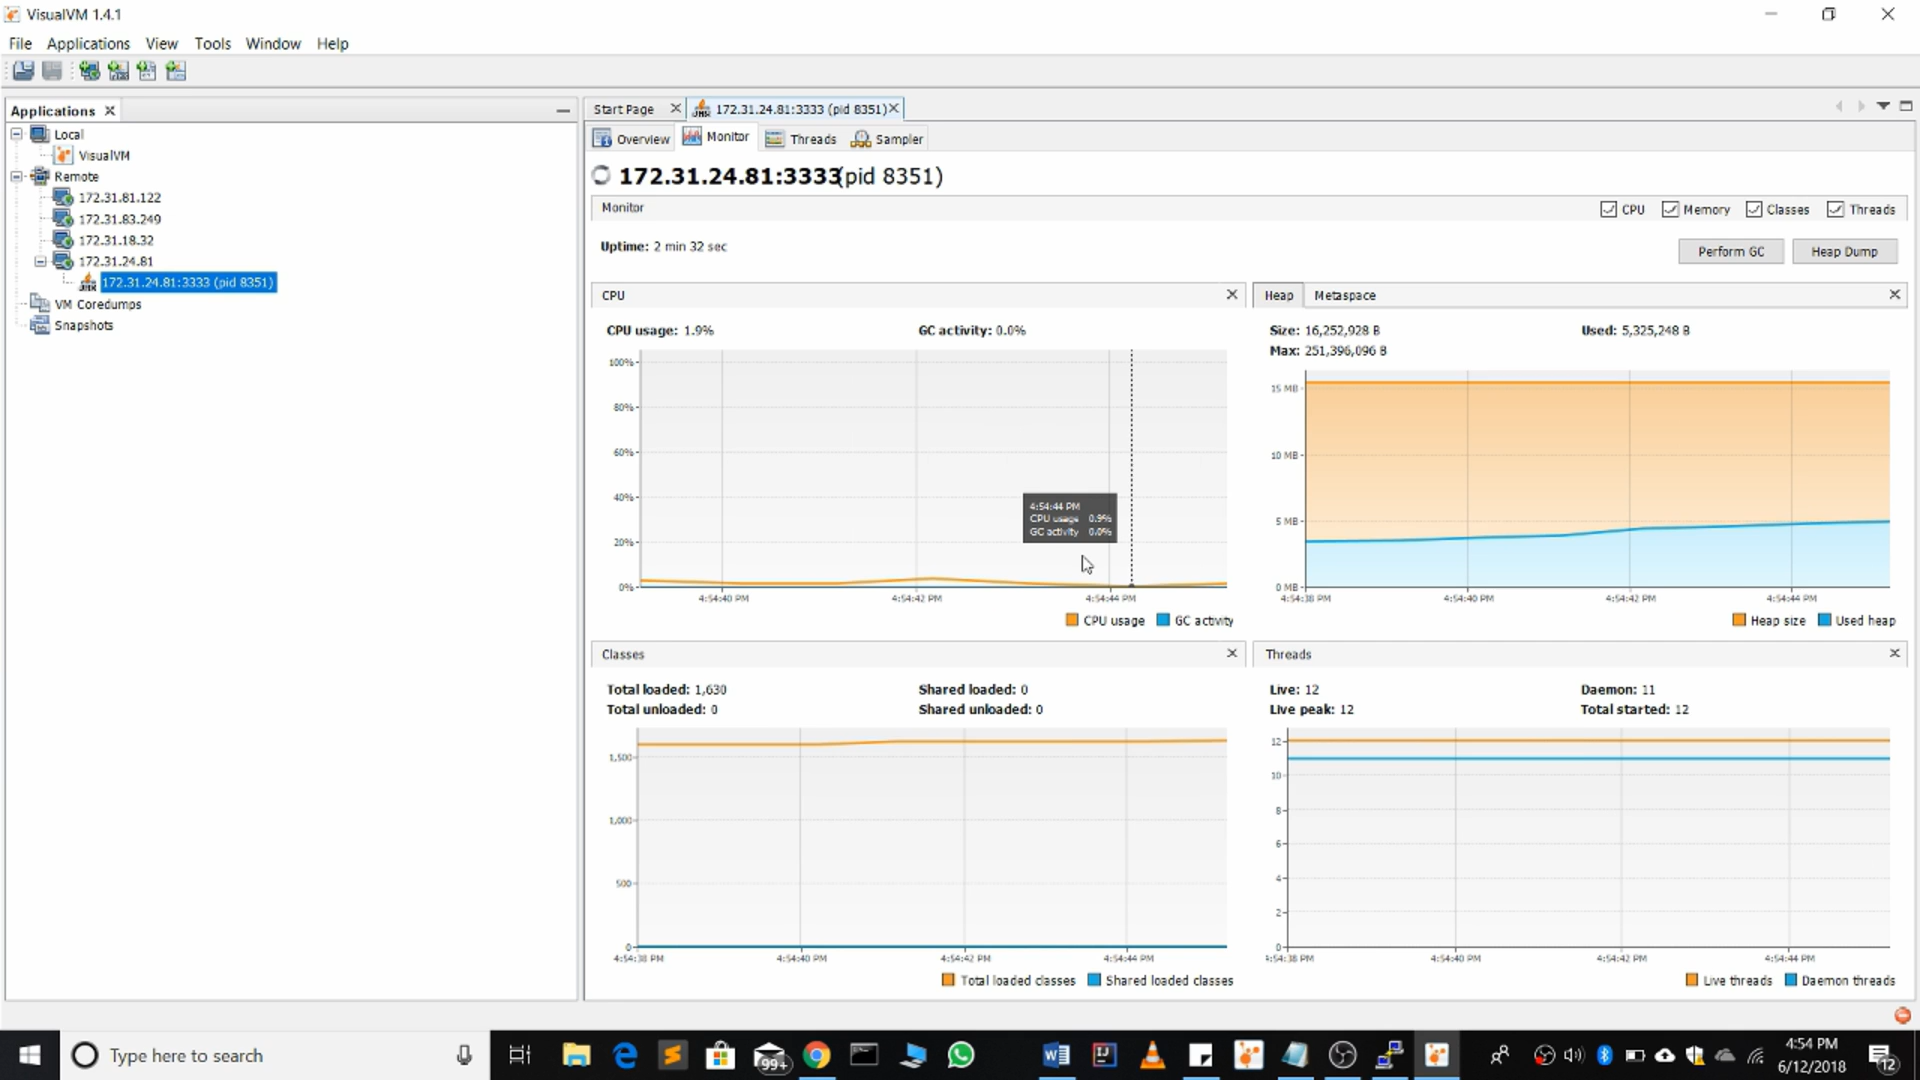 VisualVM 1.4.1
File Applications View Tools Window Help
Applications
Local
VisualVM
Remote
172.31.81.122
172.31.83.249
172.31.18.32
172.31.24.81
172.31.24.81:3333 (pid 8351)
VM Coredumps
Snapshots
Start Page 172.31.24.81:3333 (pid 8351)
Overview Monitor Threads Sampler
172.31.24.81:3333 (pid 8351)
Monitor CPU Memory Classes Threads
Uptime: 2 min 32 sec Perform GC Heap Dump
CPU
CPU usage: 1.9% GC activity: 0.0%
100%
80%
60%
40%
20%
0%
4:54:44 PM
CPU usage 0.9%
GC activity 0.0%
4:54:40 PM 4:54:42 PM 4:54:44 PM
CPU usage GC activity
Heap Metaspace
Size: 16,252,928 B Used: 5,325,248 B
Max: 251,396,096 B
15 MB
10 MB
5 MB
0 MB
4:54:38 PM 4:54:40 PM 4:54:42 PM 4:54:44 PM
Heap size Used heap
Classes
Total loaded: 1,630 Shared loaded: 0
Total unloaded: 0 Shared unloaded: 0
1,500
1,000
500
0
4:54:38 PM 4:54:40 PM 4:54:42 PM 4:54:44 PM
Total loaded classes Shared loaded classes
Threads
Live: 12 Daemon: 11
Live peak: 12 Total started: 12
12
10
8
6
4
2
0
4:54:38 PM 4:54:40 PM 4:54:42 PM 4:54:44 PM
Live threads Daemon threads
Type here to search
99+
4:54 PM
6/12/2018
12